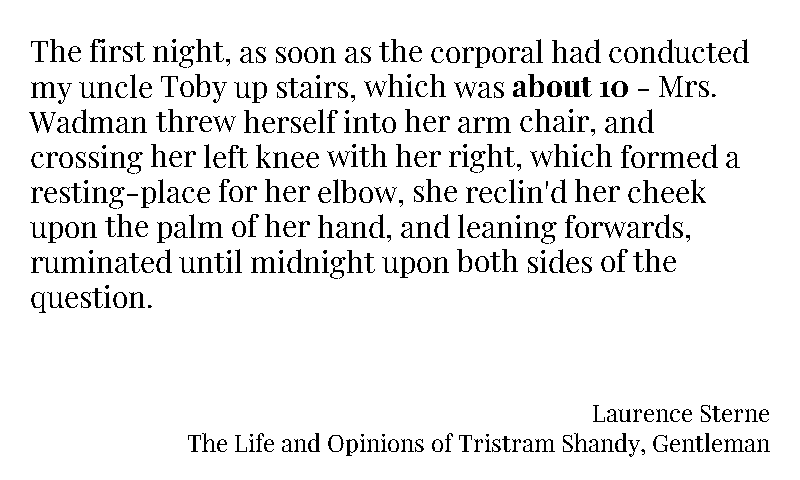 The first night, as soon as the corporal had conducted
my uncle Toby up stairs, which was about 10 - Mrs.
Wadman threw herself into her arm chair, and
crossing her left knee with her right, which formed a
resting-place for her elbow, she reclin'd her cheek
upon the palm of her hand, and leaning forwards,
ruminated until midnight upon both sides of the
question.
Laurence Sterne
The Life and Opinions of Tristram Shandy, Gentleman